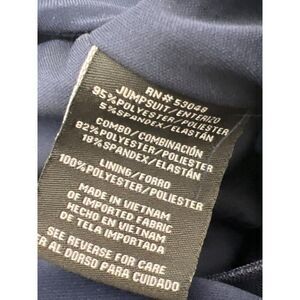 RN# 53048
JUMPSUIT/ENTERIZO
95%POLYESTER/POLIESTER
5%SPANDEX/ELASTÁN
COMBO/COMBINACIÓN
82%POLYESTER/POLIESTER
18%SPANDEX/ELASTÁN
LINING/FORRO
100%POLYESTER/POLIESTER
MADE IN VIETNAM
OF IMPORTED FABRIC
HECHO EN VIETNAM
DE TELA IMPORTADA
SEE REVERSE FOR CARE
AL DORSO PARA CUIDADO